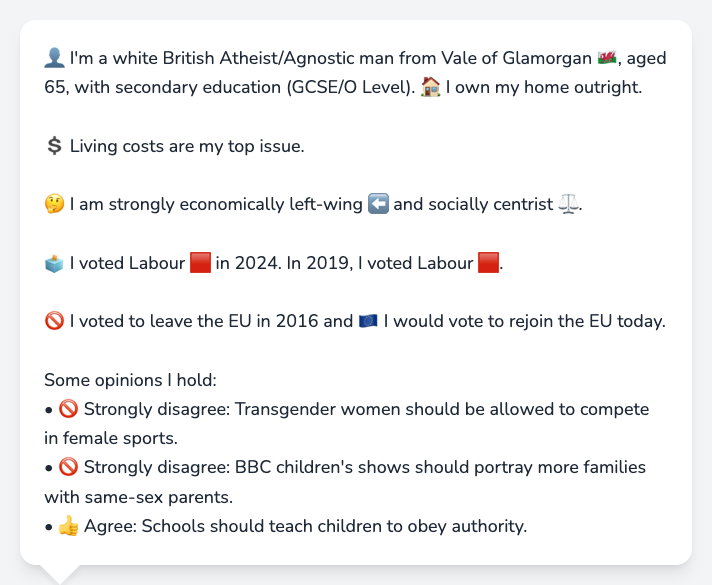 👤 I'm a white British Atheist/Agnostic man from Vale of Glamorgan 🏴󠁧󠁢󠁷󠁬󠁳󠁿, aged
65, with secondary education (GCSE/O Level). 🏠 I own my home outright.
💲 Living costs are my top issue.
🤔 I am strongly economically left-wing ⬅️ and socially centrist ⚖️.
🗳️ I voted Labour 🟥 in 2024. In 2019, I voted Labour 🟥.
🚫 I voted to leave the EU in 2016 and 🇪🇺 I would vote to rejoin the EU today.
Some opinions I hold:
• 🚫 Strongly disagree: Transgender women should be allowed to compete
in female sports.
• 🚫 Strongly disagree: BBC children's shows should portray more families
with same-sex parents.
• 👍 Agree: Schools should teach children to obey authority.